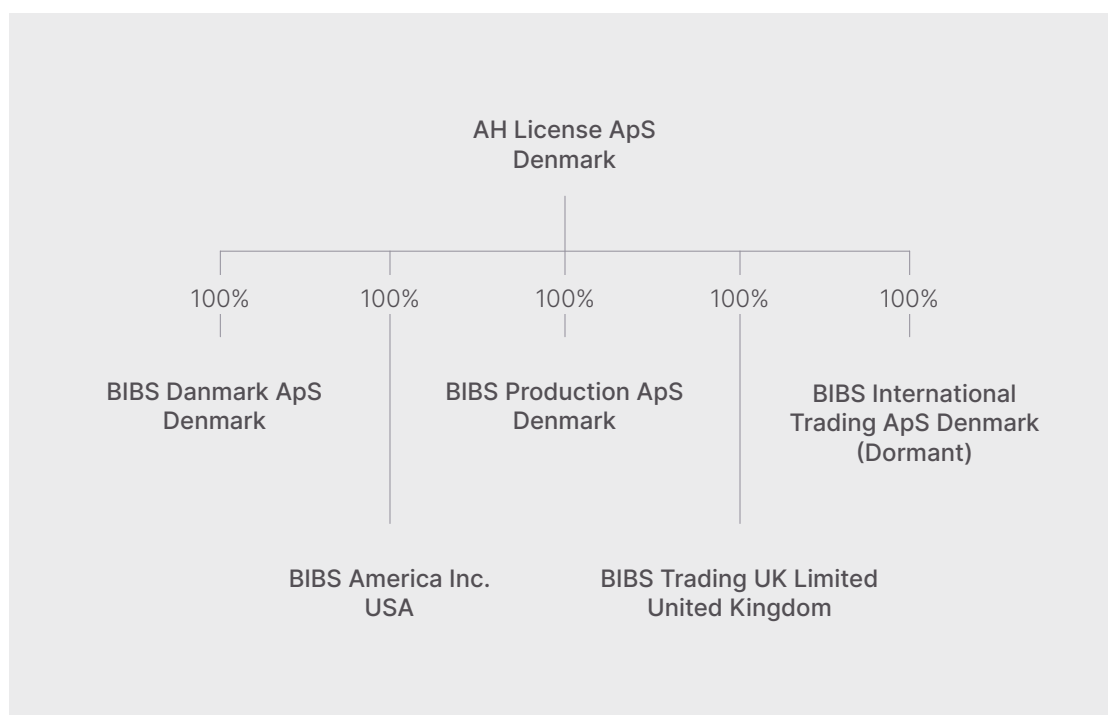 AH License ApS
Denmark
100%
100%
100%
100%
100%
BIBS Danmark ApS
Denmark
BIBS Production ApS
Denmark
BIBS International
Trading ApS Denmark
(Dormant)
BIBS America Inc.
USA
BIBS Trading UK Limited
United Kingdom